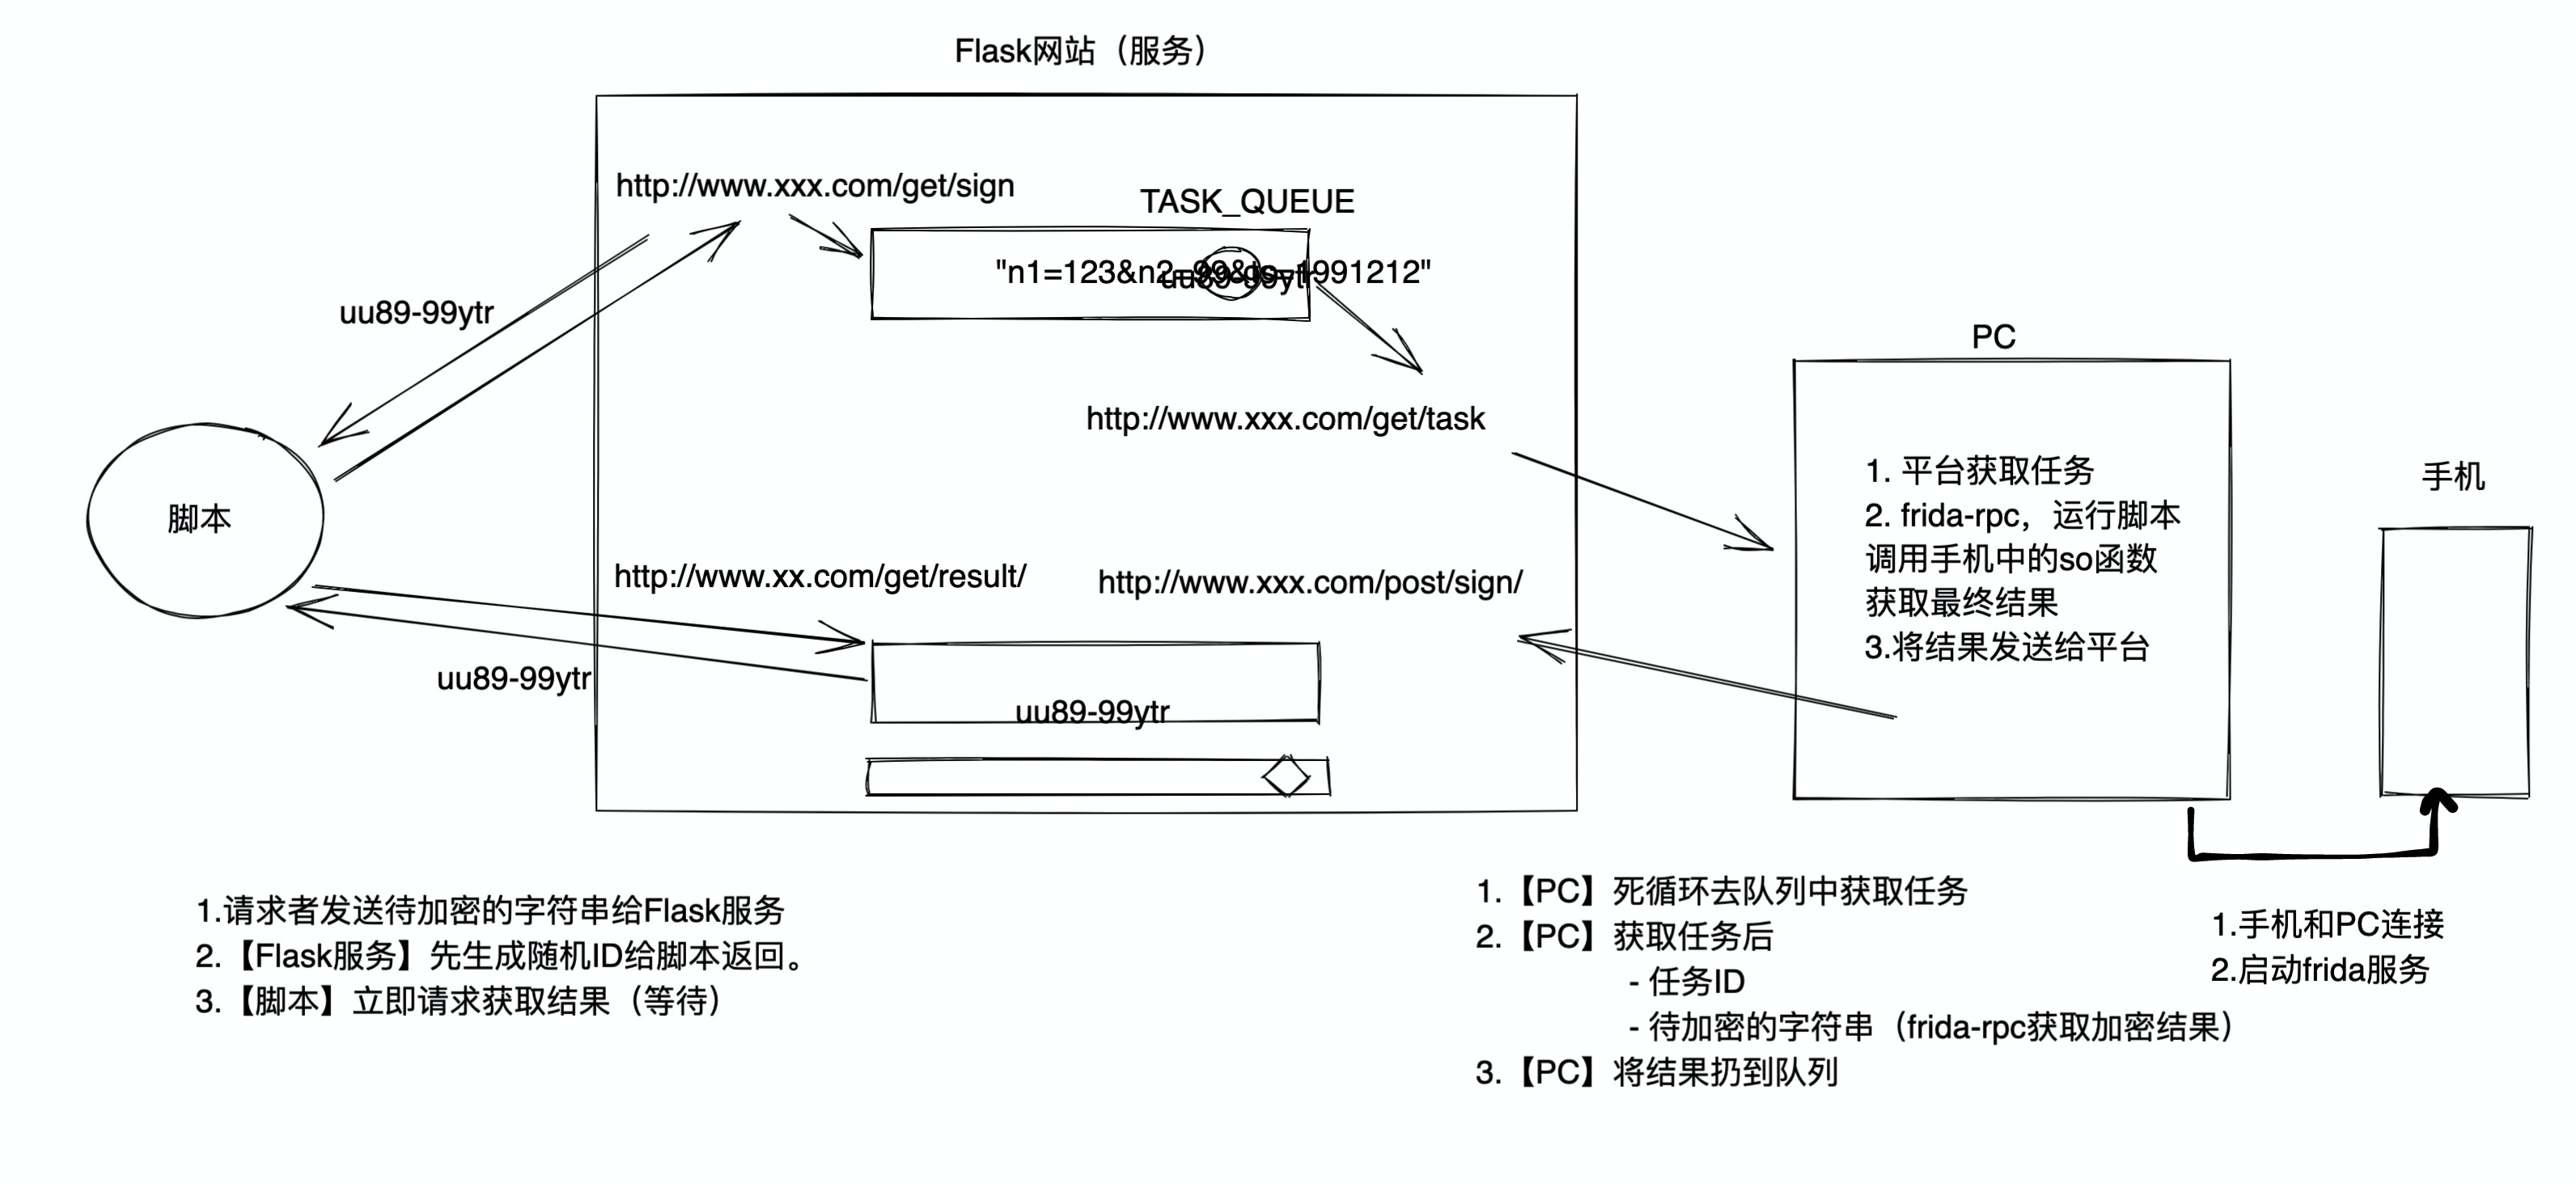 Flask网站（服务）
http://www.xxx.com/get/sign
TASK_QUEUE
"n1=123&n2=99&qs=1991212"
uu89-99ytr
uu89-99ytr
http://www.xxx.com/get/task
脚本
http://www.xx.com/get/result/
http://www.xxx.com/post/sign/
uu89-99ytr
uu89-99ytr
PC
1. 平台获取任务
2. frida-rpc，运行脚本
调用手机中的so函数
获取最终结果
3.将结果发送给平台
手机
1.请求者发送待加密的字符串给Flask服务
2.【Flask服务】先生成随机ID给脚本返回。
3.【脚本】立即请求获取结果（等待）
1.【PC】死循环去队列中获取任务
2.【PC】获取任务后
- 任务ID
- 待加密的字符串（frida-rpc获取加密结果）
3.【PC】将结果扔到队列
1.手机和PC连接
2.启动frida服务